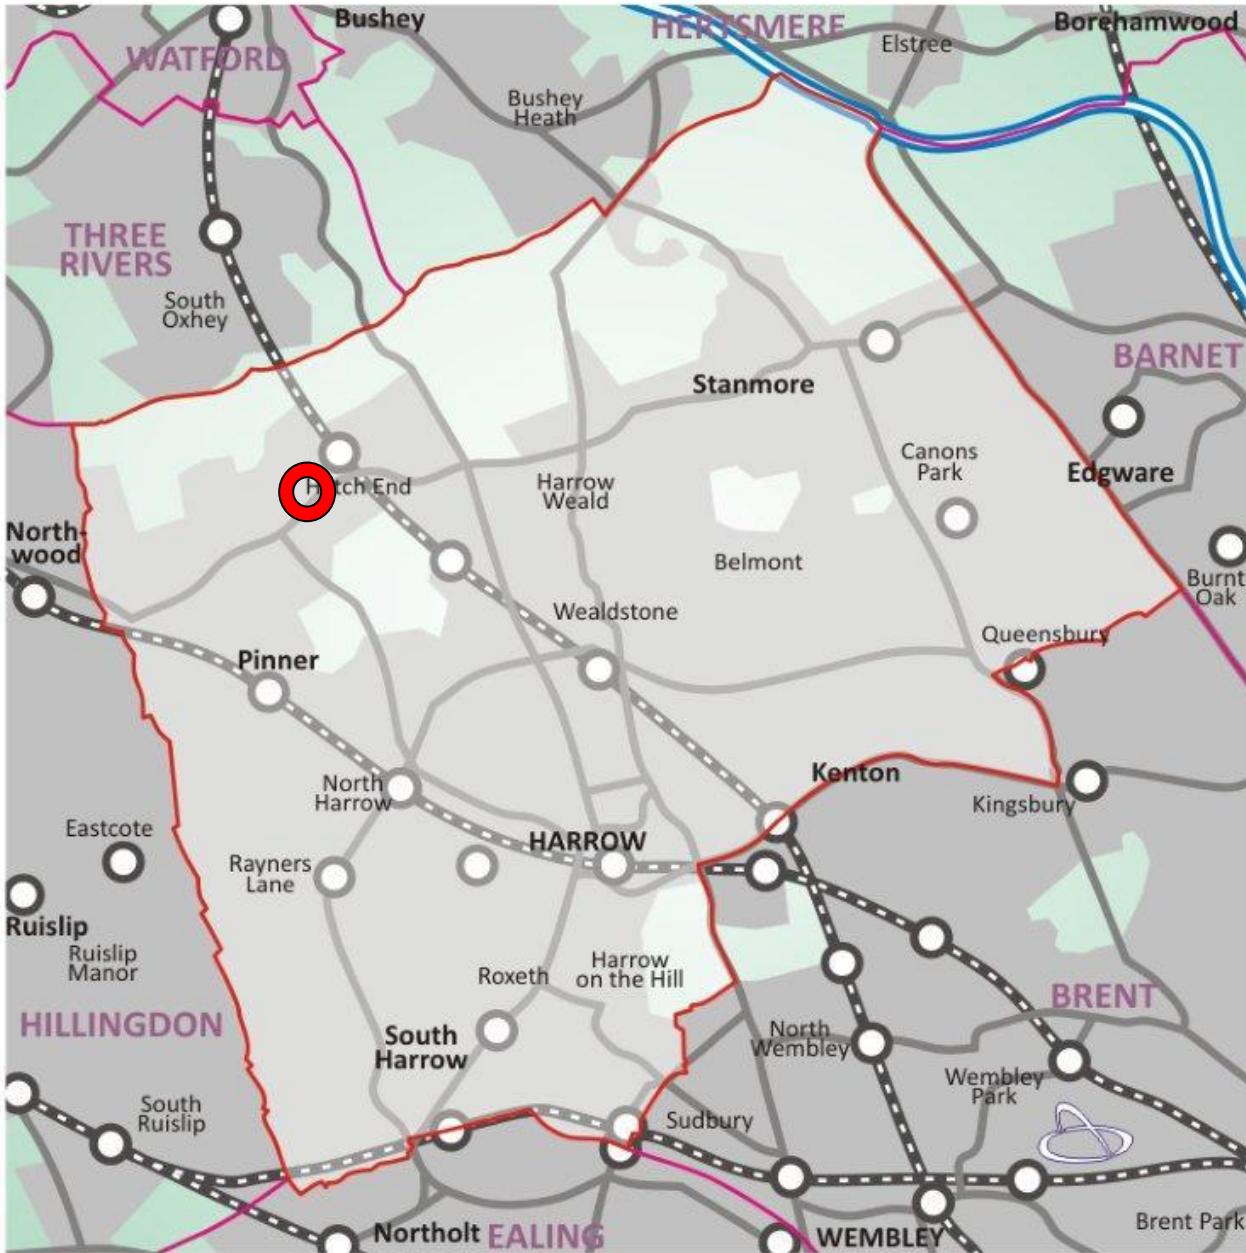 Bushey
HERTSMERE
Borehamwood
WATFORD
Elstree
Bushey
Heath
THREE
RIVERS
South
Oxhey
BARNET
Stanmore
Canons
Park
Edgware
Hatch End
Harrow
Weald
North-
wood
Belmont
Burnt
Oak
Wealdstone
Queensbury
Pinner
Kenton
North
Harrow
Kingsbury
Eastcote
HARROW
Rayners
Lane
Ruislip
Ruislip
Manor
Harrow
on the Hill
Roxeth
BRENT
HILLINGDON
South
Harrow
North
Wembley
Wembley
Park
South
Ruislip
Sudbury
Northolt
EALING
WEMBLEY
Brent Park